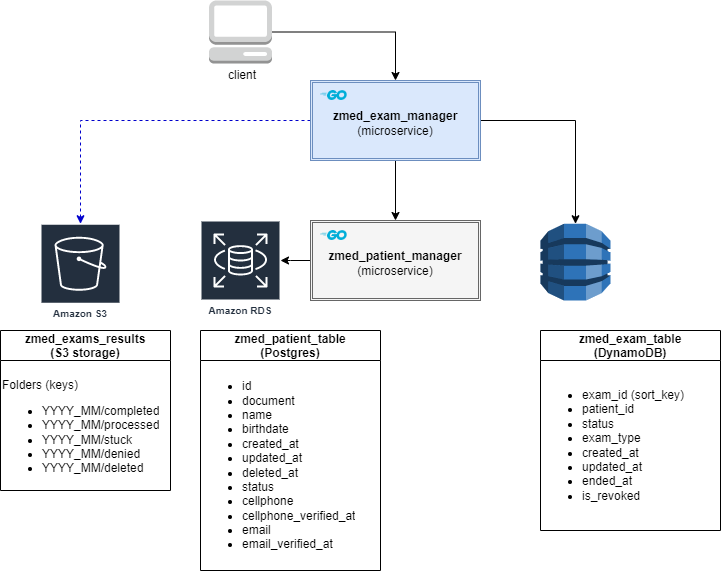 client
GO
zmed_exam_manager
(microservice)
GO
zmed_patient_manager
(microservice)
Amazon S3
Amazon RDS
zmed_exams_results
(S3 storage)
Folders (keys)
YYYY_MM/completed
YYYY_MM/processed
YYYY_MM/stuck
YYYY_MM/denied
YYYY_MM/deleted
zmed_patient_table
(Postgres)
id
document
name
birthdate
created_at
updated_at
deleted_at
status
cellphone
cellphone_verified_at
email
email_verified_at
zmed_exam_table
(DynamoDB)
exam_id (sort_key)
patient_id
status
exam_type
created_at
updated_at
ended_at
is_revoked